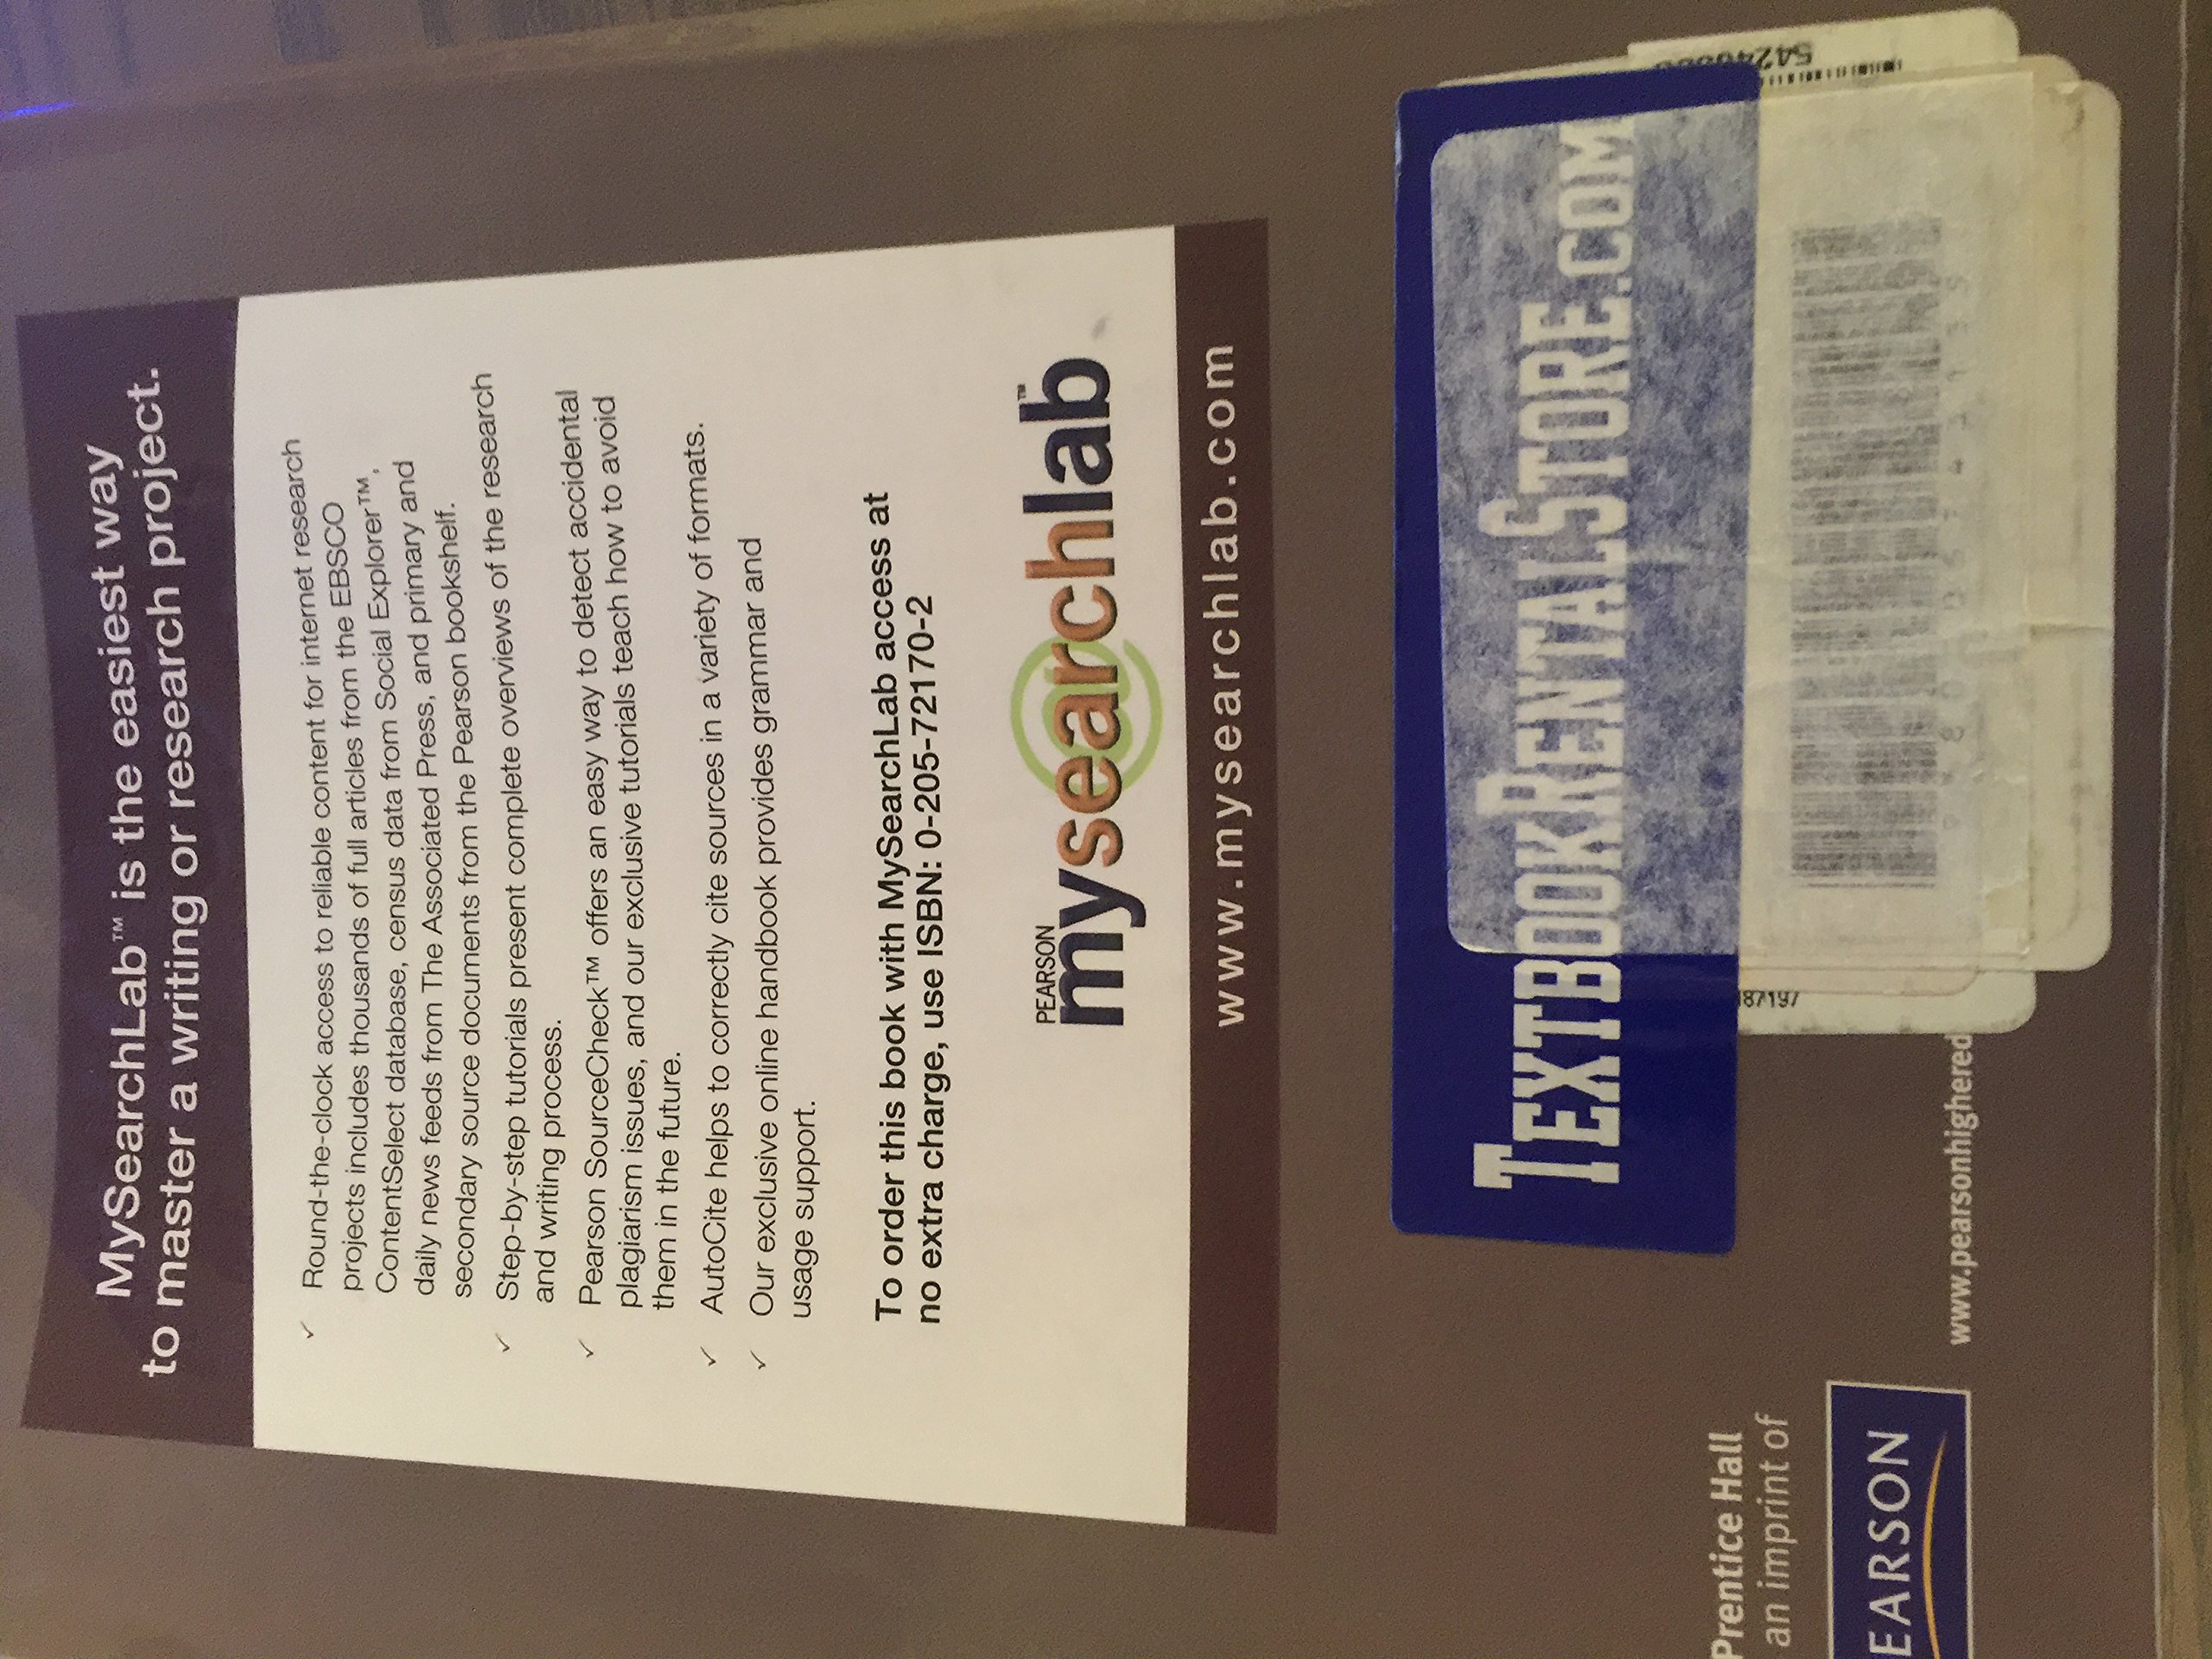 MySearchLab™ is the easiest way
to master a writing or research project.
✓ Round-the-clock access to reliable content for internet research
projects includes thousands of full articles from the EBSCO
ContentSelect database, census data from Social Explorer™,
daily news feeds from The Associated Press, and primary and
secondary source documents from the Pearson bookshelf.
✓ Step-by-step tutorials present complete overviews of the research
and writing process.
✓ Pearson SourceCheck™ offers an easy way to detect accidental
plagiarism issues, and our exclusive tutorials teach how to avoid
them in the future.
✓ AutoCite helps to correctly cite sources in a variety of formats.
✓ Our exclusive online handbook provides grammar and
usage support.
To order this book with MySearchLab access at
no extra charge, use ISBN: 0-205-72170-2
PEARSON
mysearchlab™
www.mysearchlab.com
TEXTBOOKRENTALSTORE.COM
87197
Prentice Hall
an imprint of
EARSON
www.pearsonhighered